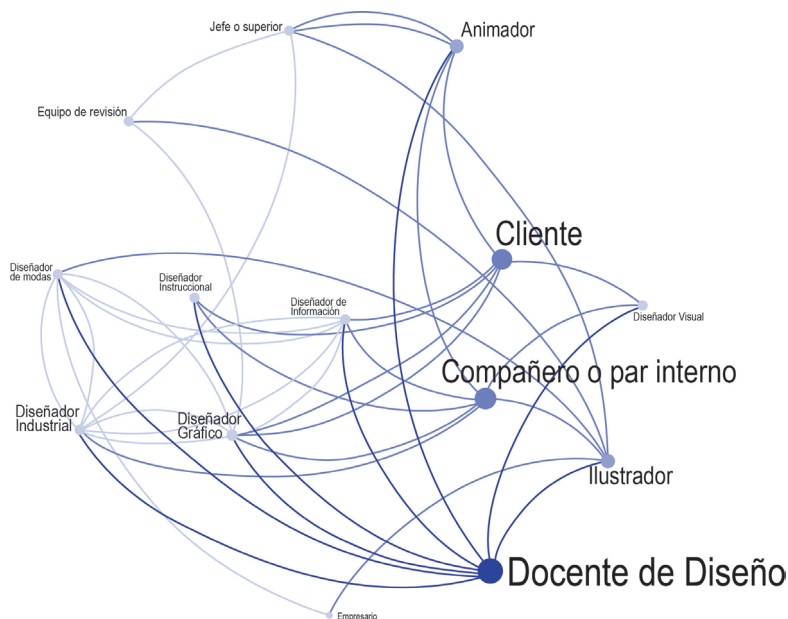 Jefe o superior
Animador
Equipo de revisión
Cliente
Diseñador
de modas
Diseñador
Instruccional
Diseñador de
Información
Diseñador Visual
Compañero o par interno
Diseñador
Industrial
Diseñador
Gráfico
Ilustrador
Docente de Diseño
Empresario